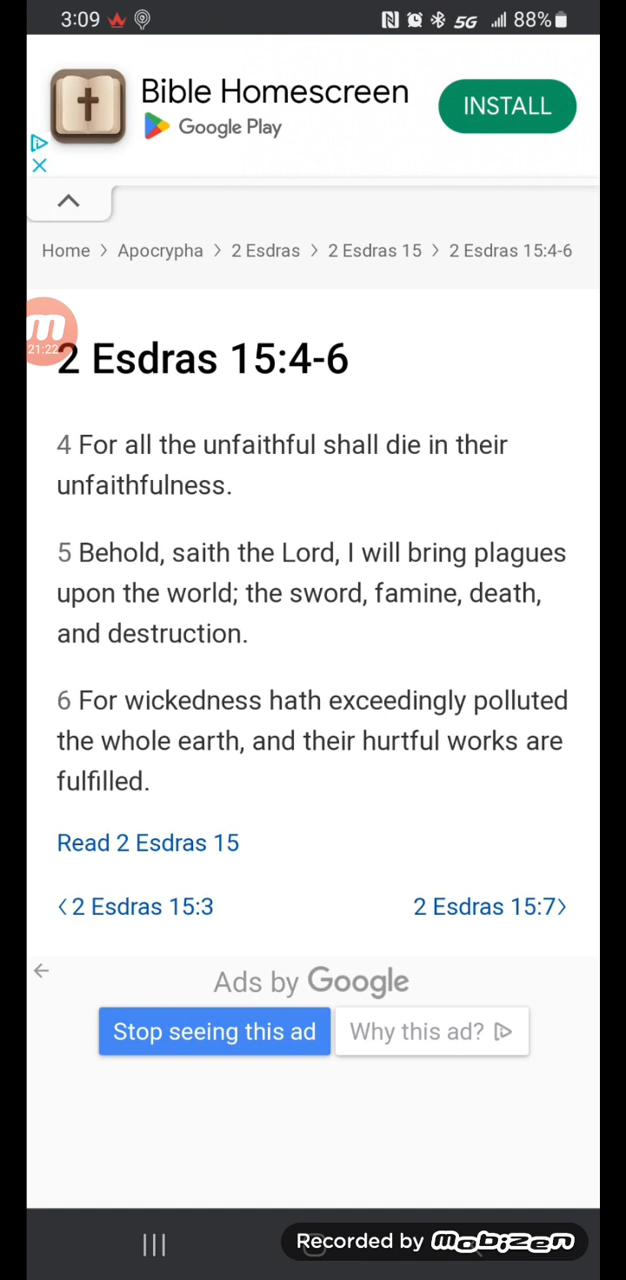 3:09 5G 88%
Bible Homescreen
Google Play
INSTALL
Home > Apocrypha > 2 Esdras > 2 Esdras 15 > 2 Esdras 15:4-6
21:22
2 Esdras 15:4-6
4 For all the unfaithful shall die in their
unfaithfulness.
5 Behold, saith the Lord, I will bring plagues
upon the world; the sword, famine, death,
and destruction.
6 For wickedness hath exceedingly polluted
the whole earth, and their hurtful works are
fulfilled.
Read 2 Esdras 15
‹ 2 Esdras 15:3
2 Esdras 15:7 ›
Ads by Google
Stop seeing this ad
Why this ad?
Recorded by mobizen